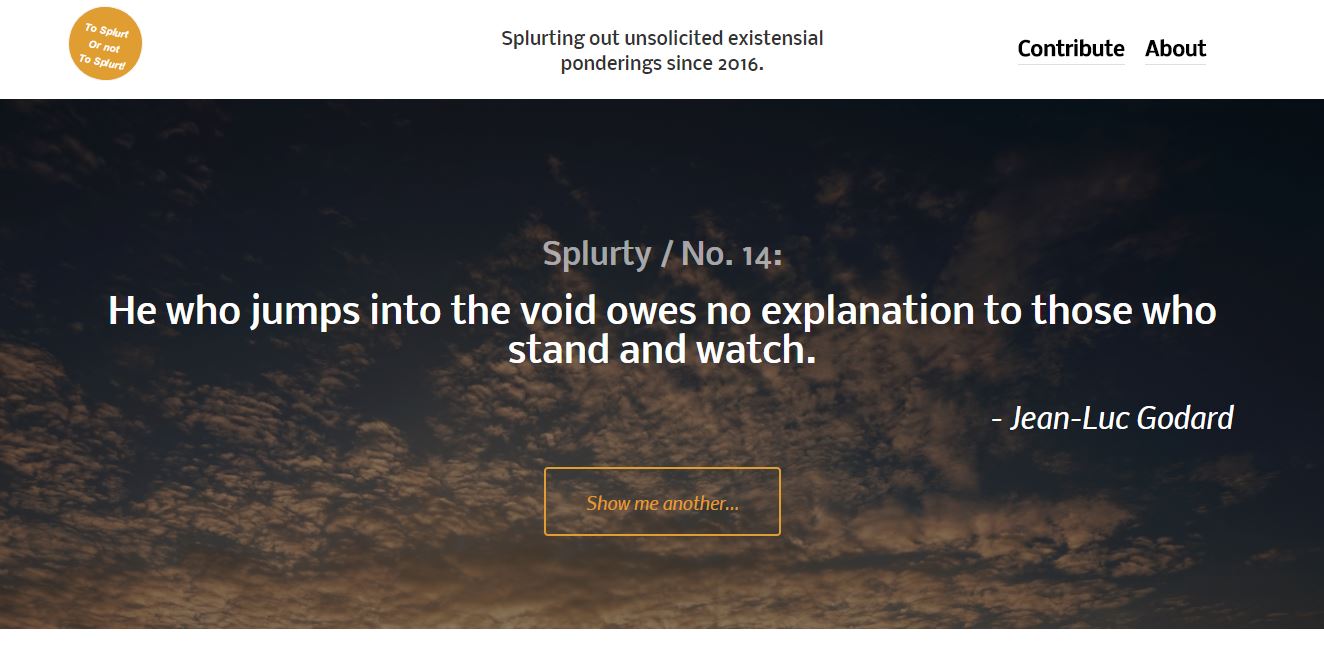 To Splurt
Or not
To Splurt!
Splurting out unsolicited existensial
ponderings since 2016.
Contribute About
Splurty / No. 14:
He who jumps into the void owes no explanation to those who
stand and watch.
- Jean-Luc Godard
Show me another...